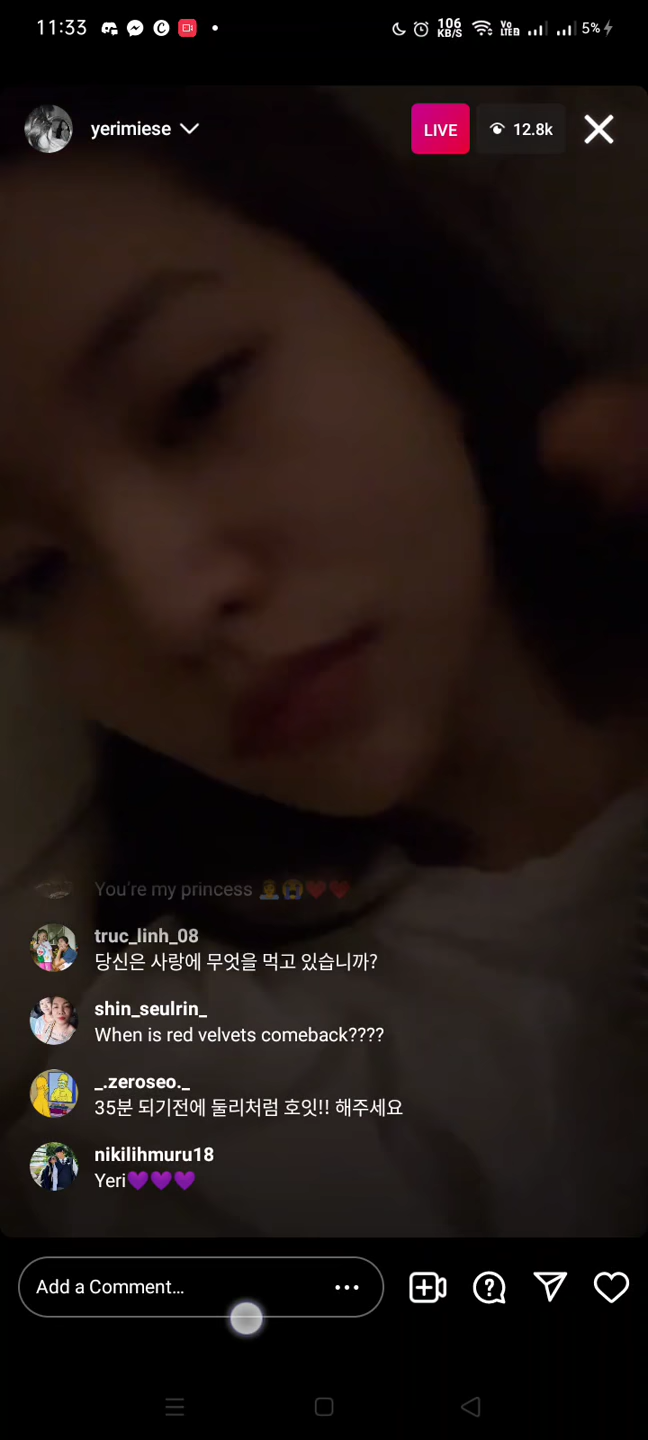 11:33
106
KB/S
Vo
LTE 2
5%
yerimiese
LIVE
12.8k
You're my princess 🤦‍♀️😭❤️❤️
truc_linh_08
당신은 사랑에 무엇을 먹고 있습니까?
shin_seulrin_
When is red velvets comeback????
_.zeroseo._
35분 되기전에 둘리처럼 호잇!! 해주세요
nikilihmuru18
Yeri💜💜💜
Add a Comment...